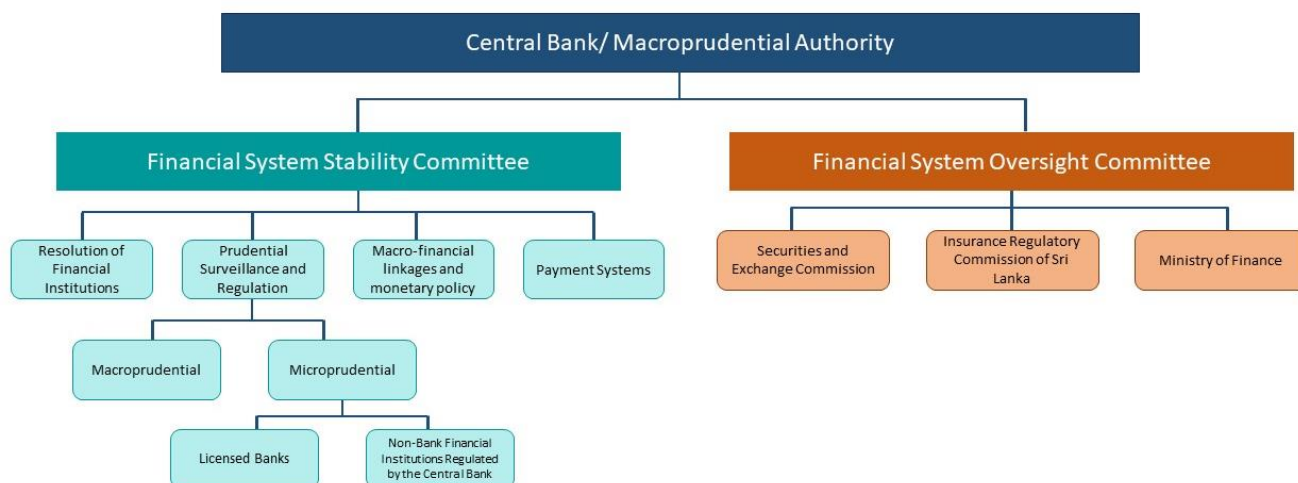 Central Bank/ Macroprudential Authority
Financial System Stability Committee
Financial System Oversight Committee
Resolution of
Financial
Institutions
Prudential
Surveillance and
Regulation
Macro-financial
linkages and
monetary policy
Payment Systems
Securities and
Exchange Commission
Insurance Regulatory
Commission of Sri
Lanka
Ministry of Finance
Macroprudential
Microprudential
Licensed Banks
Non-Bank Financial
Institutions Regulated
by the Central Bank